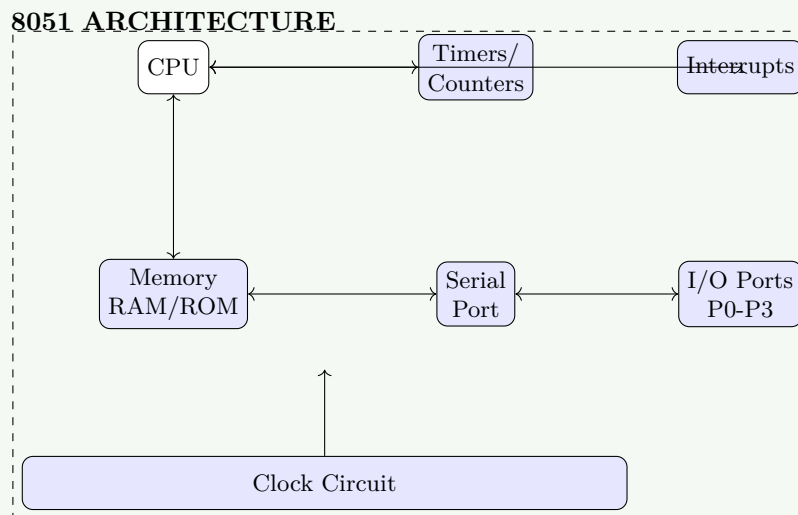 8051 ARCHITECTURE
CPU
Timers/
Counters
Interrupts
Memory
RAM/ROM
Serial
Port
I/O Ports
P0-P3
Clock Circuit